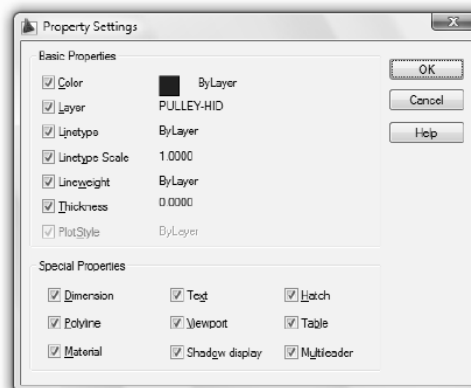 Property Settings
x
Basic Properties
Color ByLayer
Layer PULLEY-HID
Linetype ByLayer
Linetype Scale 1.0000
Lineweight ByLayer
Thickness 0.0000
PlotStyle ByLayer
OK
Cancel
Help
Special Properties
Dimension Text Hatch
Polyline Viewport Table
Material Shadow display Multileader